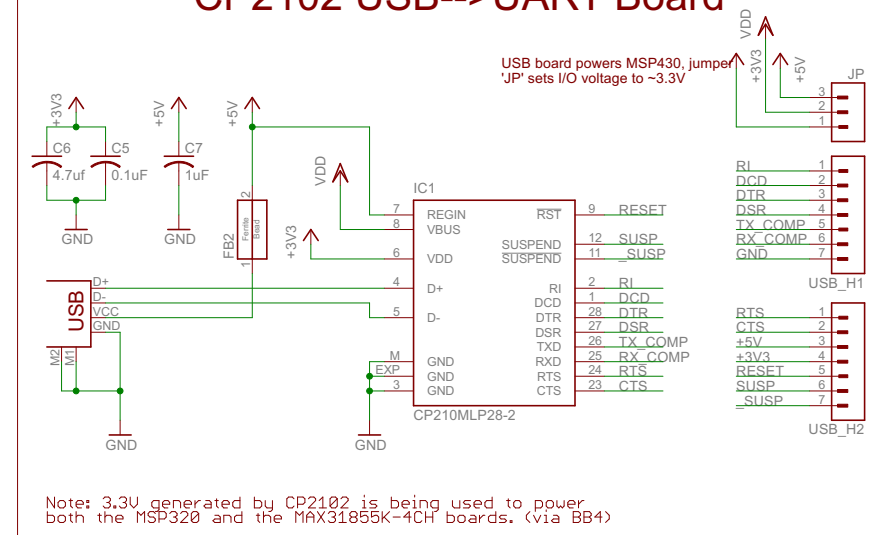 CP2102 USB-->UART Board
USB board powers MSP430, jumper
'JP' sets I/O voltage to ~3.3V
VDD
+3V3
+5V
JP
3
2
1
+3V3
+5V
+5V
C6
4.7uf
C5
0.1uF
C7
1uF
GND
GND
VDD
+3V3
FB2
Ferrite
Bead
2
1
IC1
7 REGIN
8 VBUS
6 VDD
4 D+
5 D-
M GND
EXP GND
3 GND
RST 9 RESET
SUSPEND 12 SUSP
SUSPEND 11 _SUSP
RI 2 RI
DCD 1 DCD
DTR 28 DTR
DSR 27 DSR
TXD 26 TX_COMP
RXD 25 RX_COMP
RTS 24 RTS
CTS 23 CTS
CP210MLP28-2
USB
D+
D-
VCC
GND
M2
M1
GND
GND
RI 1
DCD 2
DTR 3
DSR 4
TX_COMP 5
RX_COMP 6
GND 7
USB_H1
RTS 1
CTS 2
+5V 3
+3V3 4
RESET 5
SUSP 6
_SUSP 7
USB_H2
Note: 3.3V generated by CP2102 is being used to power
both the MSP320 and the MAX31855K-4CH boards. (via BB4)